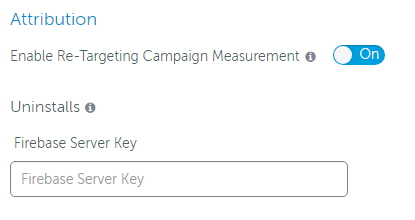 Attribution
Enable Re-Targeting Campaign Measurement
On
Uninstalls
Firebase Server Key
Firebase Server Key